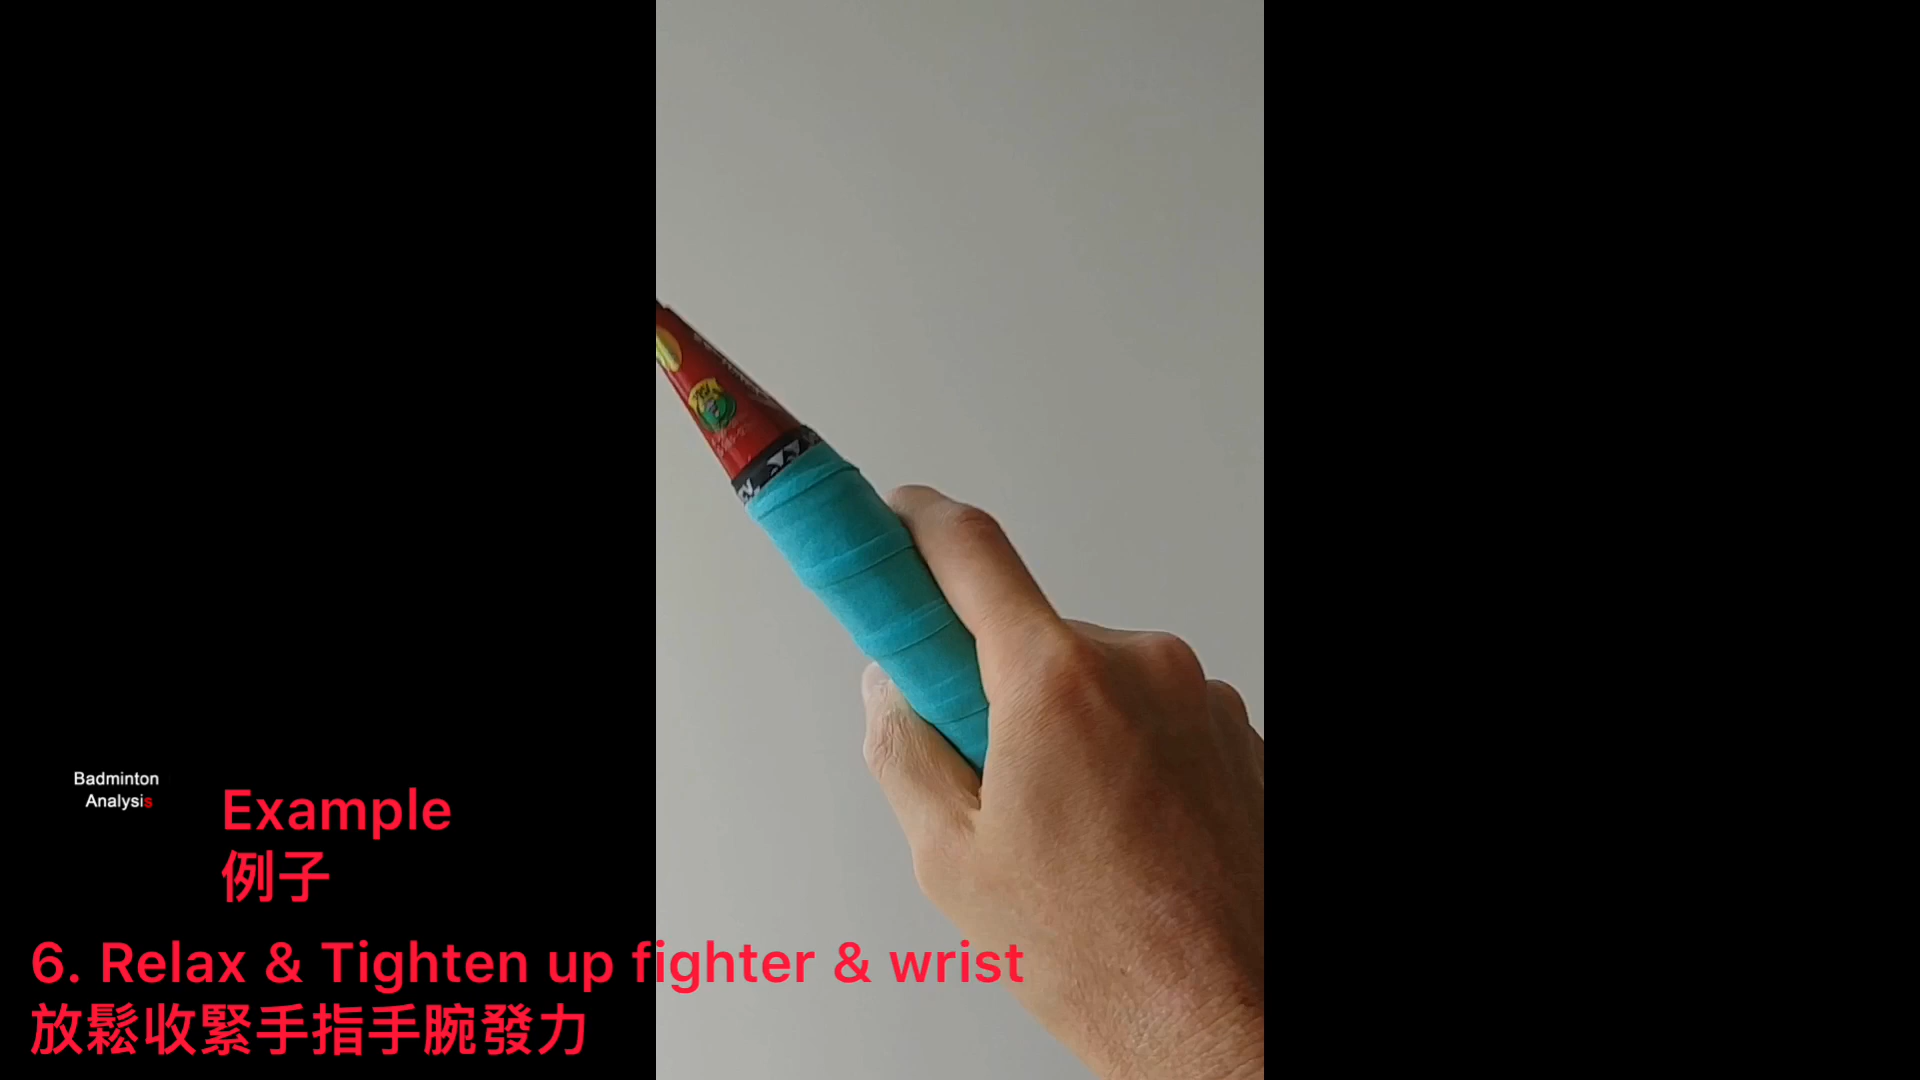 Badminton
Analysis
Example
例子
6. Relax & Tighten up fighter & wrist
放鬆收緊手指手腕發力